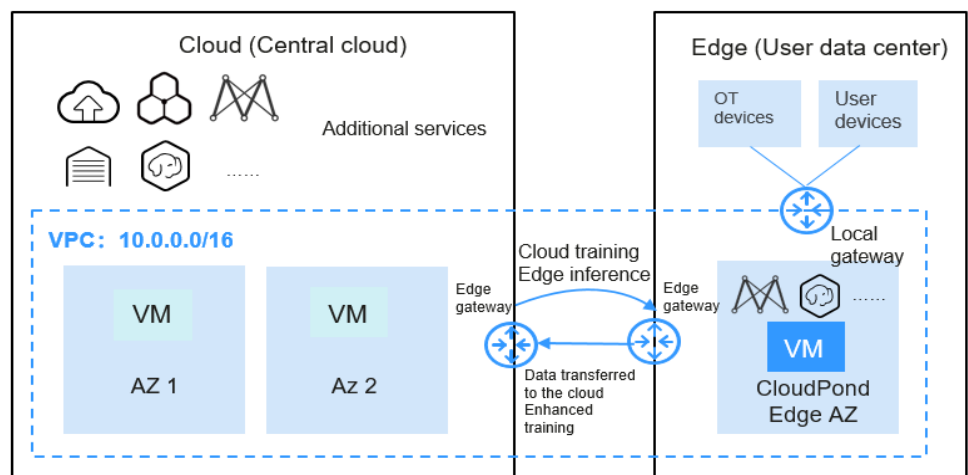 Cloud (Central cloud)
Additional services
……
Edge (User data center)
OT
devices
User
devices
Local
gateway
VPC：10.0.0.0/16
VM
AZ 1
VM
Az 2
Edge
gateway
Cloud training
Edge inference
Edge
gateway
Data transferred
to the cloud
Enhanced
training
……
VM
CloudPond
Edge AZ